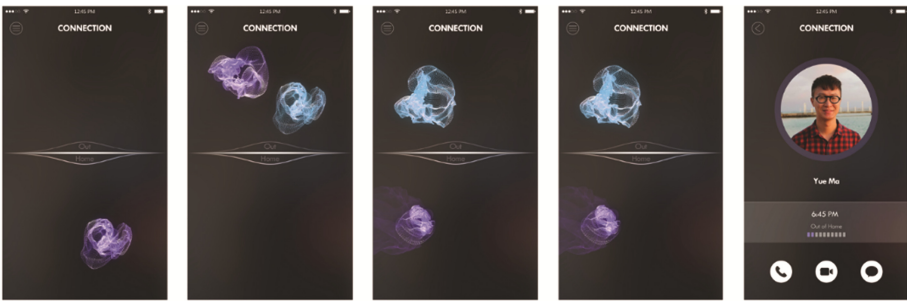 12:45 PM
CONNECTION
Out
Home
12:45 PM
CONNECTION
Out
Home
12:45 PM
CONNECTION
Out
Home
12:45 PM
CONNECTION
Out
Home
12:45 PM
CONNECTION
Yue Ma
6:45 PM
Out of Home